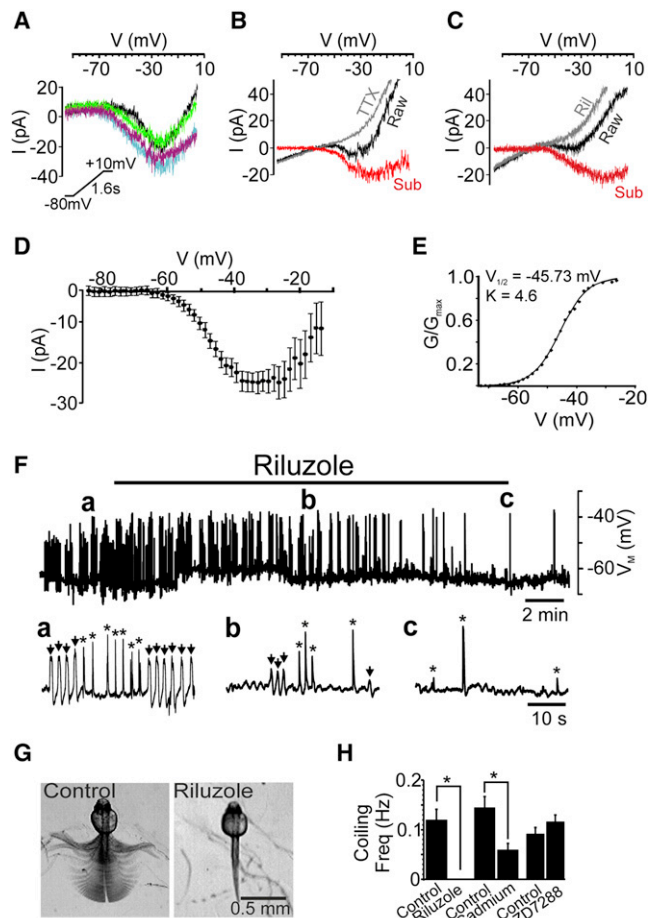 A
V (mV)
-70 -30 10
I (pA)
20
0
-20
-40
+10mV
-80mV
1.6s
B
V (mV)
-70 -30 10
I (pA)
40
20
0
-20
TTX
Raw
Sub
C
V (mV)
-70 -30 10
I (pA)
40
20
0
-20
Ril
Raw
Sub
D
V (mV)
-80 -60 -40 -20
I (pA)
0
-10
-20
-30
E
V1/2 = -45.73 mV
K = 4.6
G/Gmax
1.0
0.6
0.2
-60 -40 -20
V (mV)
F
Riluzole
a b c
-40
-60
VM (mV)
2 min
a * * * * * * *
b * * * *
c * * *
10 s
G
Control
Riluzole
0.5 mm
H
Coiling
Freq (Hz)
0.2
0.1
0
* *
Control
Riluzole
Control
admium
Control
D7288